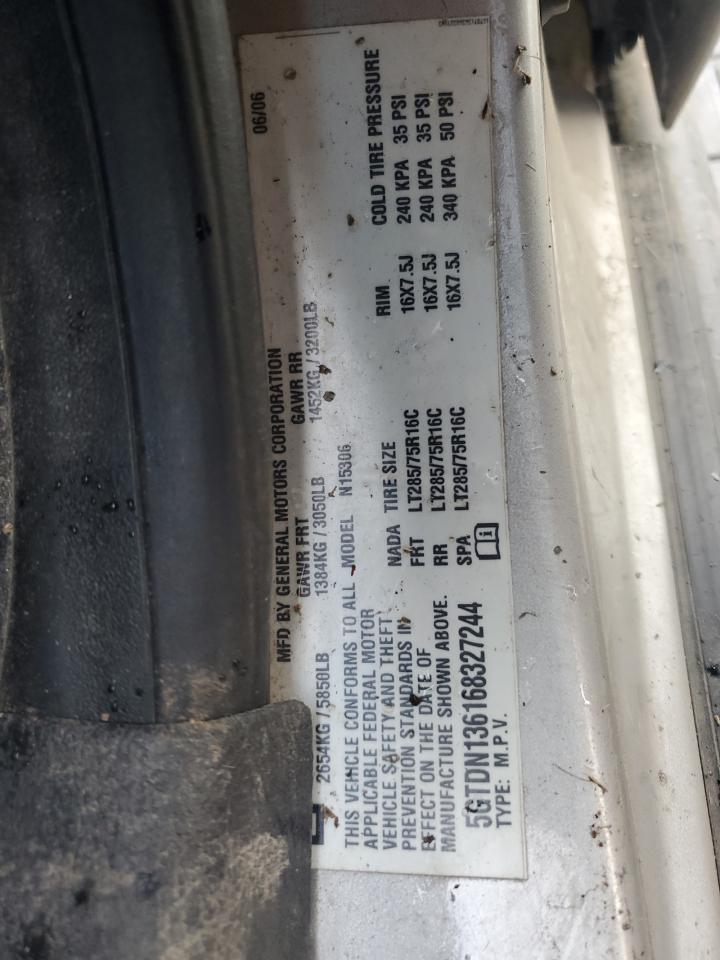 MFD BY GENERAL MOTORS CORPORATION 06/06
GAWR FRT GAWR RR
2654KG / 5850LB 1384KG / 3050LB 1452KG / 3200LB
THIS VEHICLE CONFORMS TO ALL MODEL N15306
APPLICABLE FEDERAL MOTOR
VEHICLE SAFETY AND THEFT
PREVENTION STANDARDS IN
EFFECT ON THE DATE OF
MANUFACTURE SHOWN ABOVE.
5GTDN136168327244
TYPE: M.P.V.
NADA TIRE SIZE RIM COLD TIRE PRESSURE
FRT LT285/75R16C 16X7.5J 240 KPA 35 PSI
RR LT285/75R16C 16X7.5J 240 KPA 35 PSI
SPA LT285/75R16C 16X7.5J 340 KPA 50 PSI